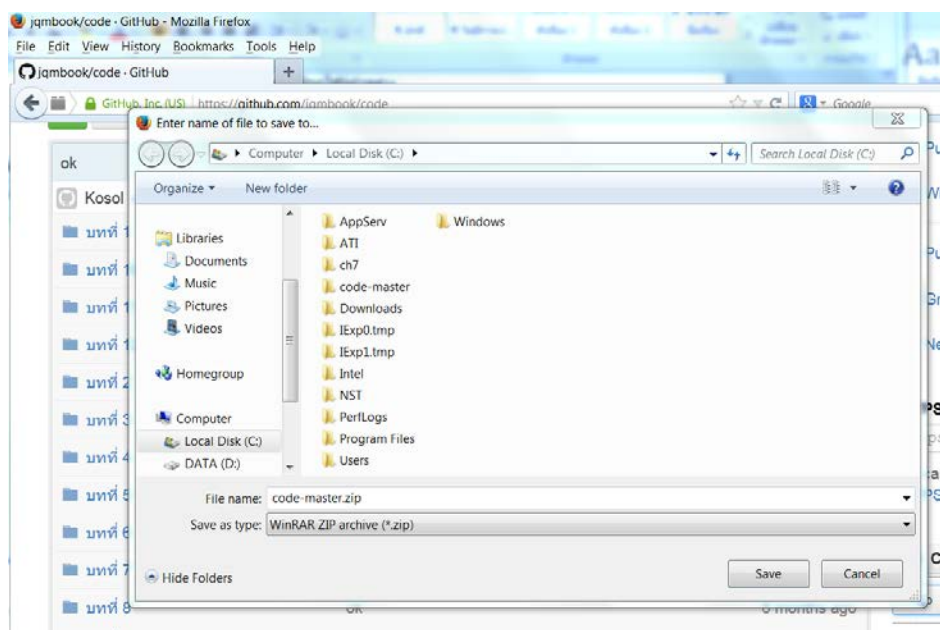 jqmbook/code · GitHub - Mozilla Firefox
File Edit View History Bookmarks Tools Help
jqmbook/code · GitHub
+
GitHub, Inc. (US) https://github.com/jqmbook/code
Google
Enter name of file to save to...
Computer Local Disk (C:)
Search Local Disk (C:)
Organize New folder
ok
Kosol
บทที่ 1
บทที่ 1
บทที่ 1
บทที่ 1
บทที่ 2
บทที่ 3
บทที่ 4
บทที่ 5
บทที่ 6
บทที่ 7
บทที่ 8
Libraries
Documents
Music
Pictures
Videos
Homegroup
Computer
Local Disk (C:)
DATA (D:)
AppServ
ATI
ch7
code-master
Downloads
IExp0.tmp
IExp1.tmp
Intel
NST
PerfLogs
Program Files
Users
Windows
File name: code-master.zip
Save as type: WinRAR ZIP archive (*.zip)
Hide Folders
Save Cancel
ok
6 months ago